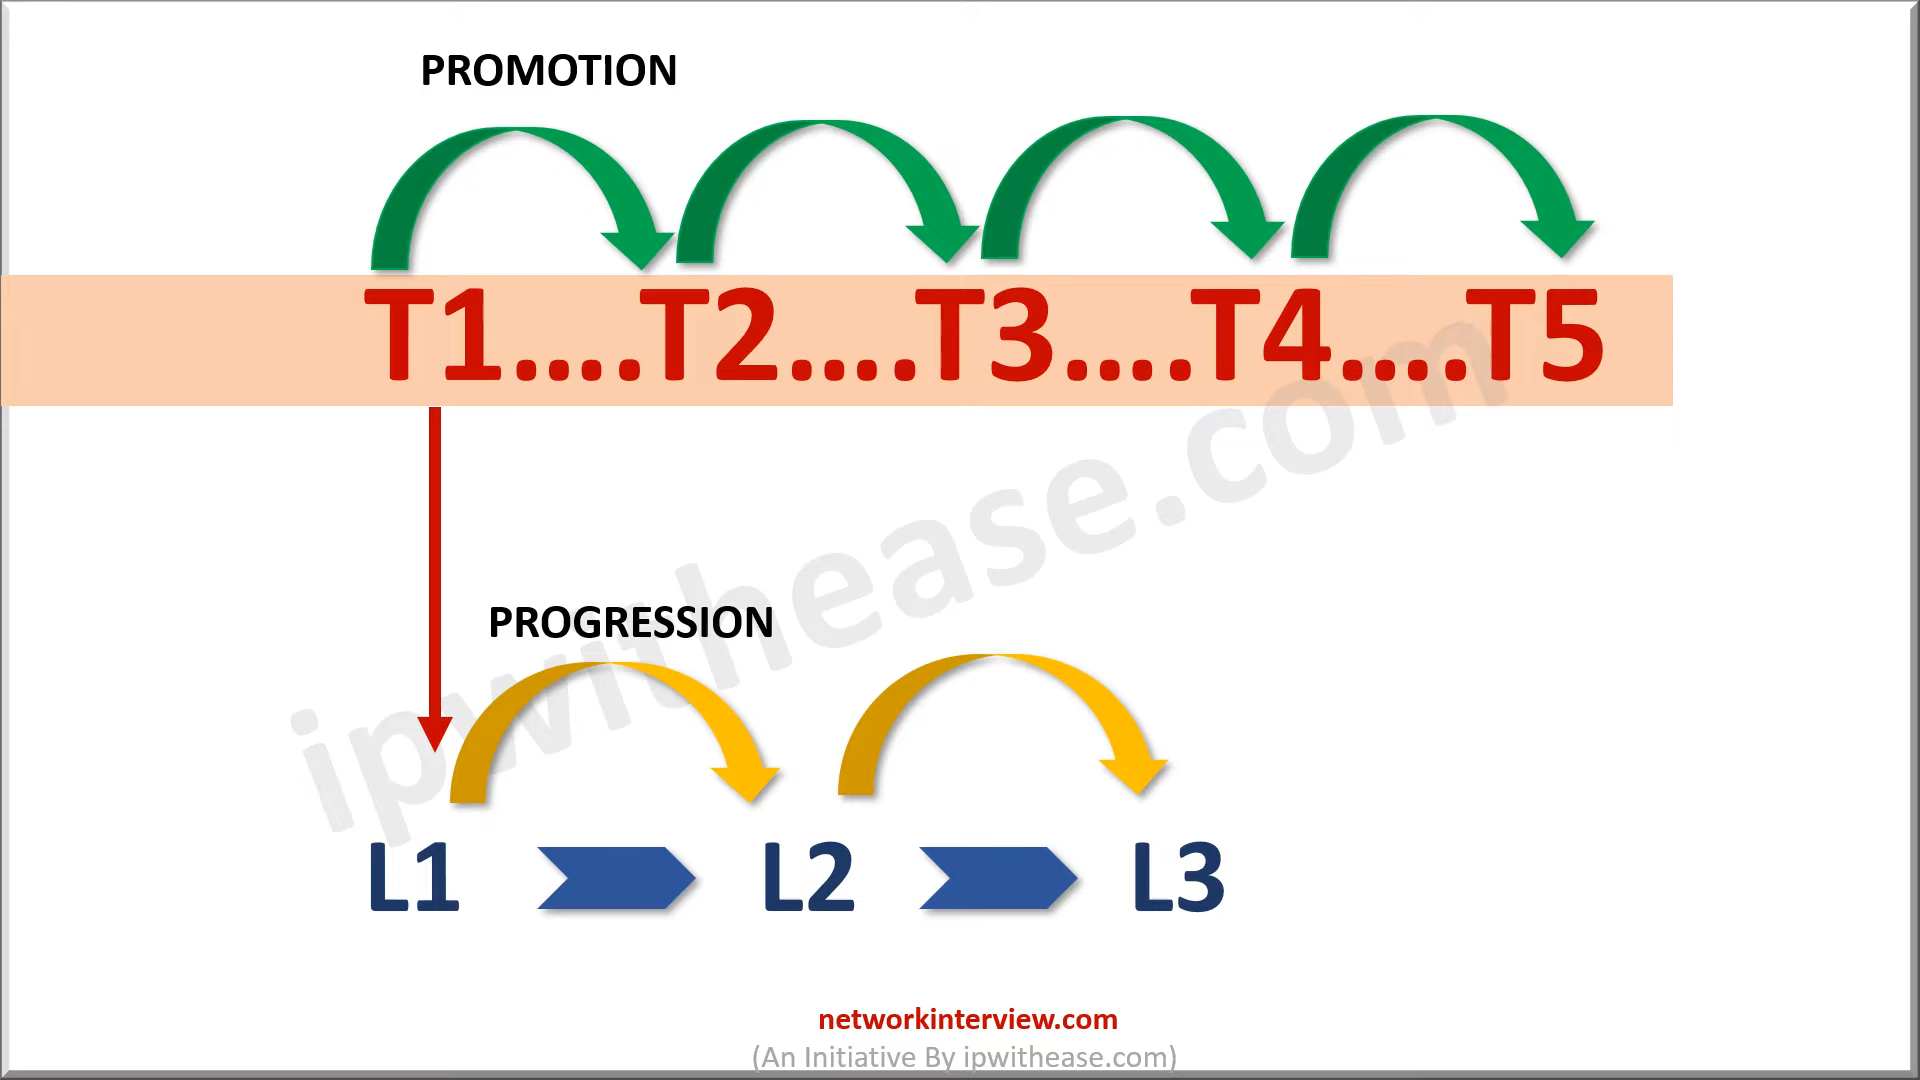 PROMOTION
T1....T2....T3....T4....T5
PROGRESSION
L1 L2 L3
ipwithease.com
networkinterview.com
(An Initiative By ipwithease.com)